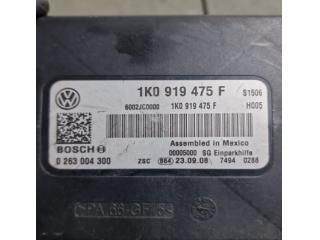 1K0 919 475 F S1506
6002JC0000 1K0 919 475 F H005
Assembled in Mexico
BOSCH 00005000 SG Einparkhilfe
0 263 004 300 ZSC 864 23.09.08 7494 0288